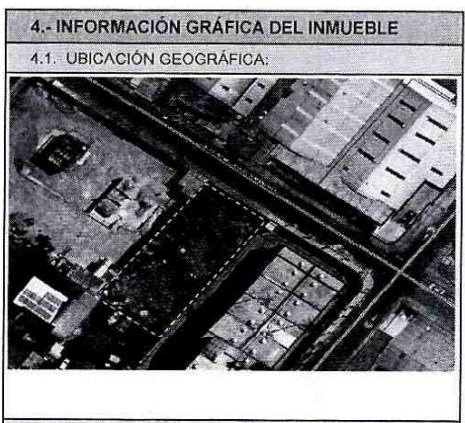 4.- INFORMACIÓN GRÁFICA DEL INMUEBLE
4.1. UBICACIÓN GEOGRÁFICA: